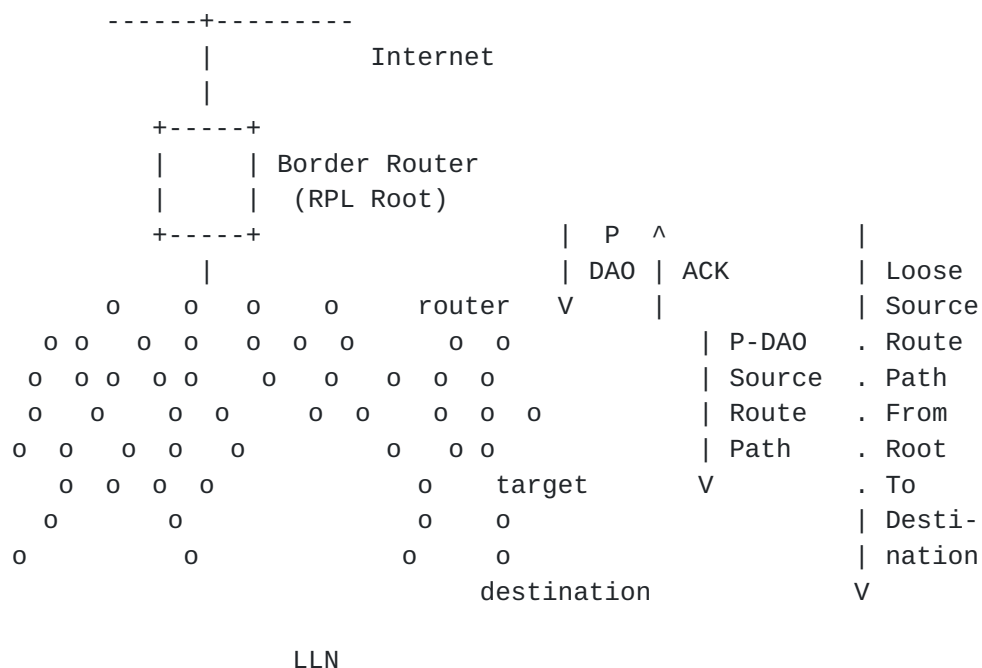 ------+---------
|          Internet
|
+-----+
|     | Border Router
|     |  (RPL Root)
+-----+                   |  P  ^            |
|                      | DAO | ACK        | Loose
o    o   o    o     router   V     |            | Source
o o   o  o   o  o  o      o  o            | P-DAO   . Route
o  o o  o o    o   o   o  o  o             | Source  . Path
o   o    o  o     o  o    o  o  o          | Route   . From
o  o   o  o   o         o   o o             | Path    . Root
o  o  o  o             o    target       V         . To
o       o               o    o                      | Desti-
o          o             o     o                      | nation
destination             V
LLN